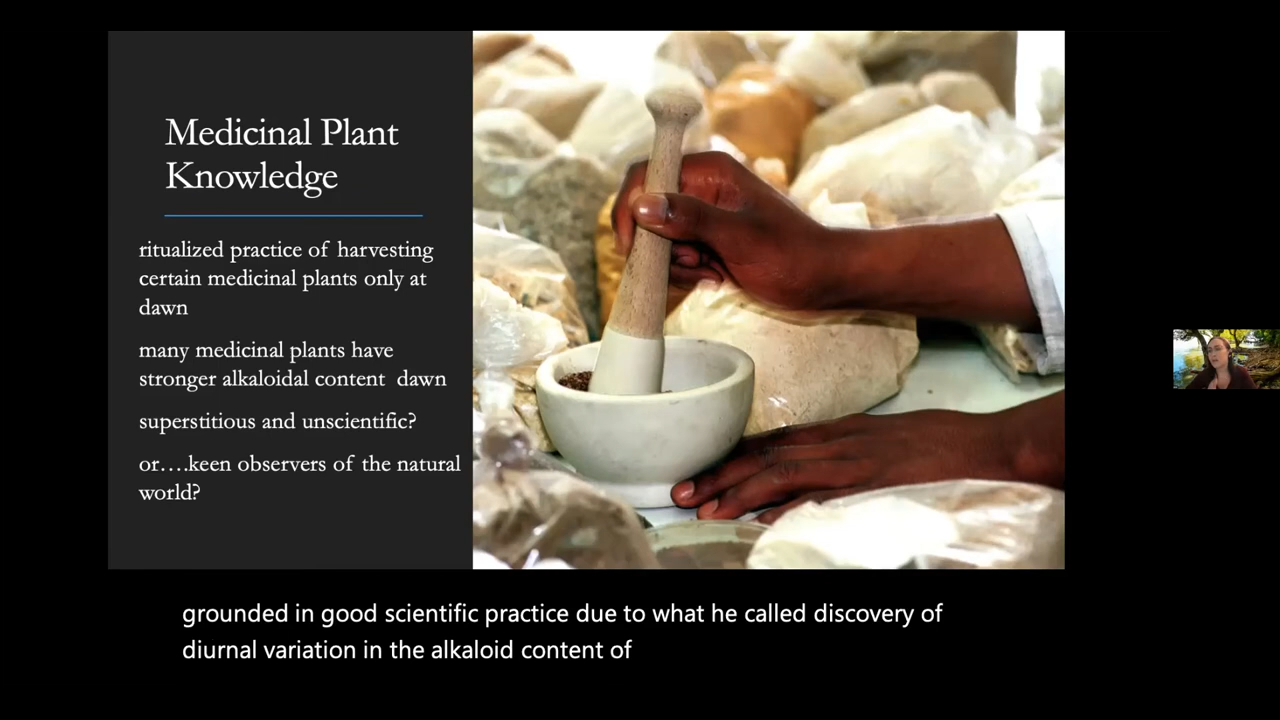 Medicinal Plant
Knowledge
ritualized practice of harvesting
certain medicinal plants only at
dawn
many medicinal plants have
stronger alkaloidal content dawn
superstitious and unscientific?
or….keen observers of the natural
world?
grounded in good scientific practice due to what he called discovery of
diurnal variation in the alkaloid content of